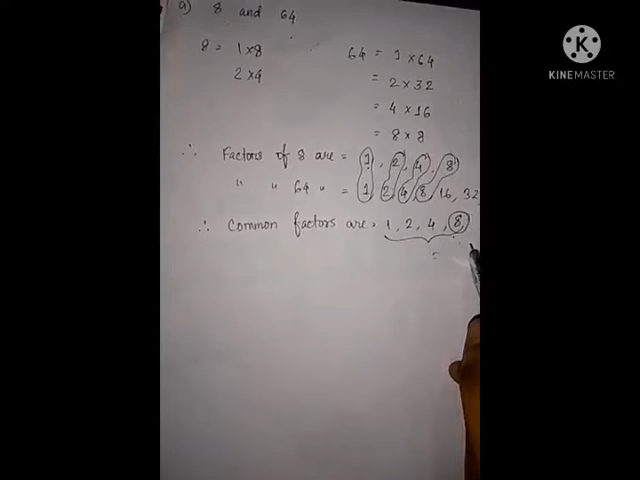 9) 8 and 64
8 = 1×8
2×4
64 = 1×64
= 2×32
= 4×16
= 8×8
∴ Factors of 8 are = 1, 2, 4, 8
" " 64 " = 1, 2, 4, 8, 16, 32,
∴ Common factors are = 1, 2, 4, 8,
KINEMASTER